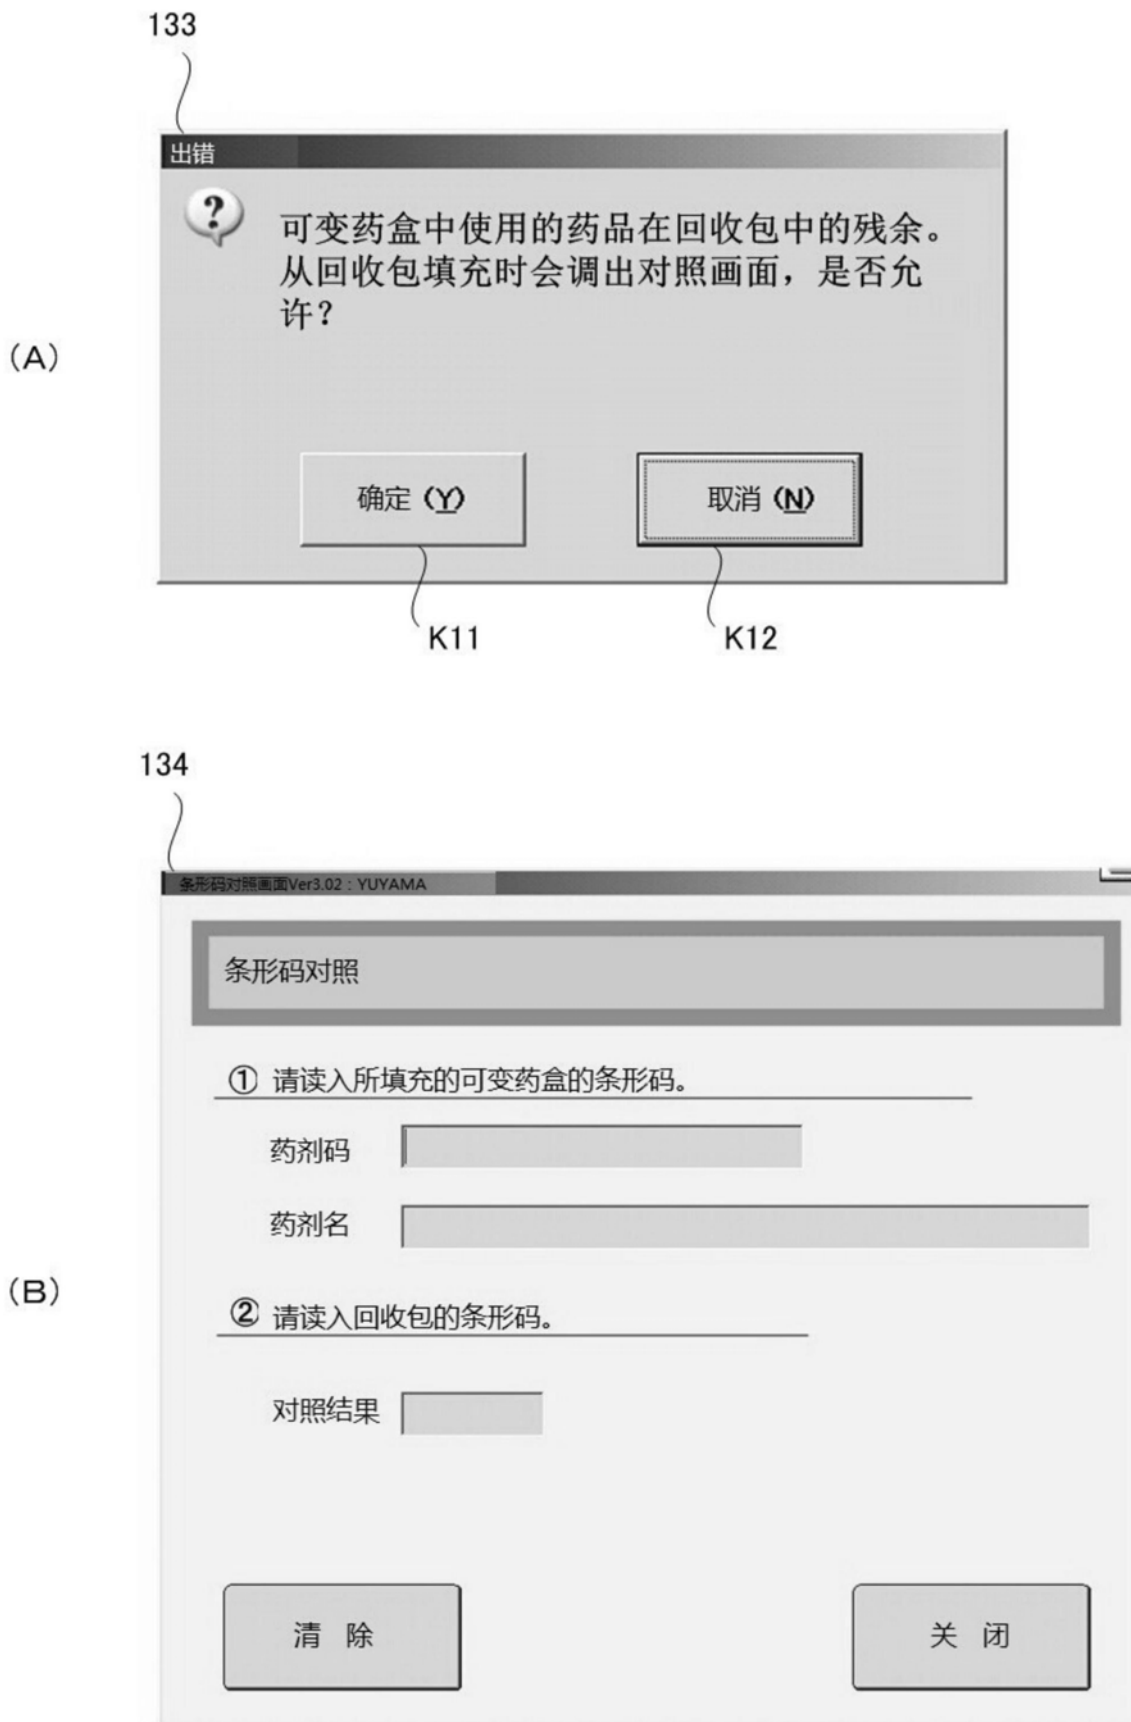 133
出错
可变药盒中使用的药品在回收包中的残余。
从回收包填充时会调出对照画面，是否允
许？
(A)
确定 (Y)
取消 (N)
K11
K12
134
条形码对照画面Ver3.02 : YUYAMA
条形码对照
① 请读入所填充的可变药盒的条形码。
药剂码
药剂名
(B)
② 请读入回收包的条形码。
对照结果
清 除
关 闭